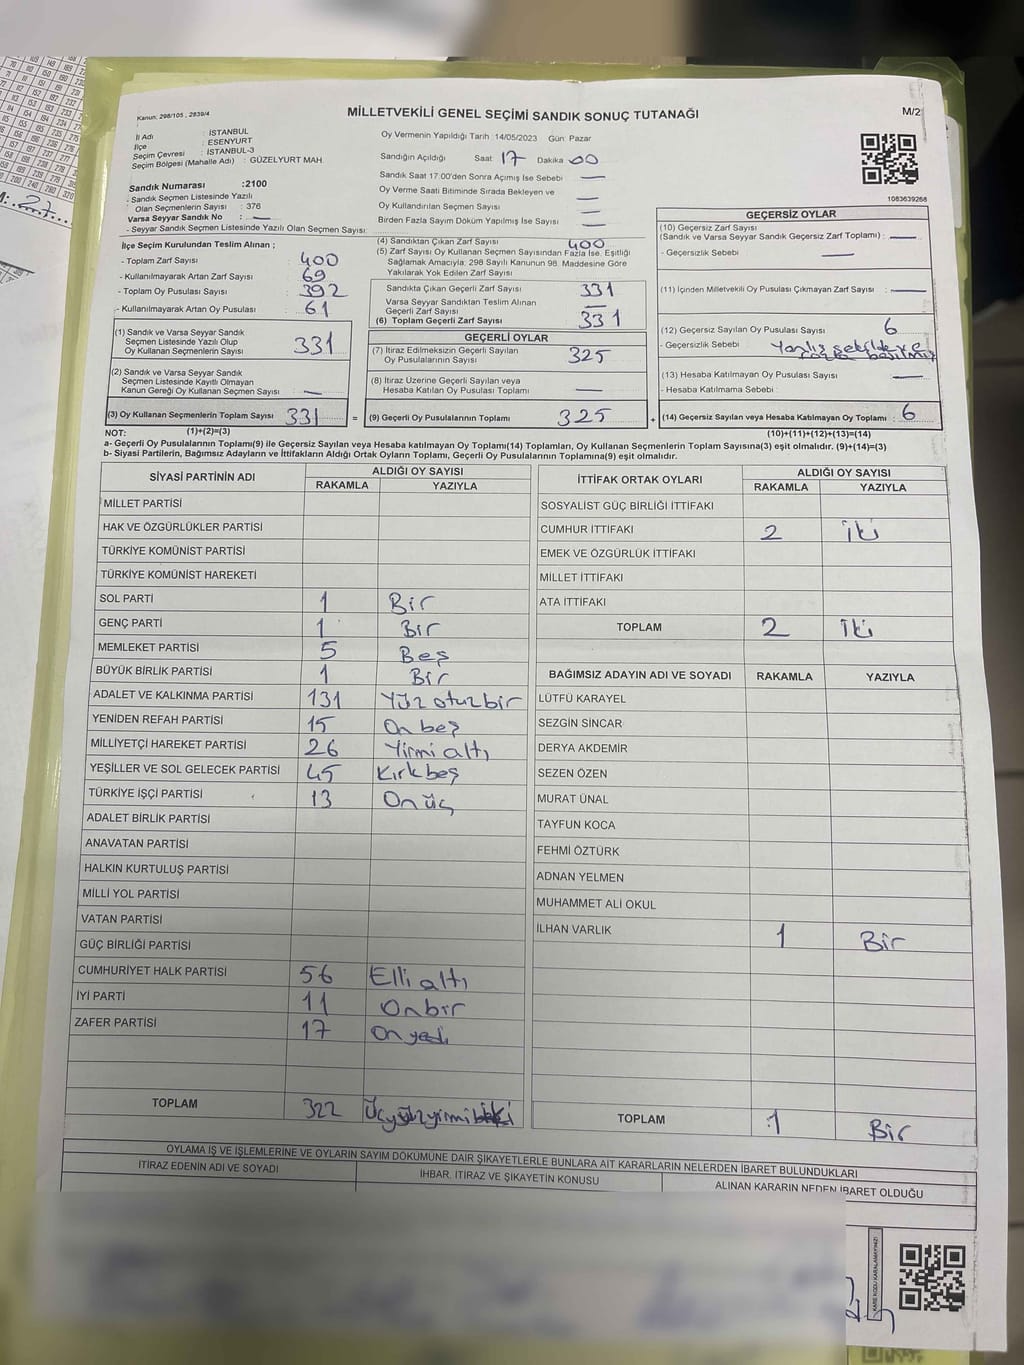 Kanun: 298/105 , 2839/4
MİLLETVEKİLİ GENEL SEÇİMİ SANDIK SONUÇ TUTANAĞI
M/2
İl Adı : İSTANBUL
İlçe : ESENYURT
Seçim Çevresi : İSTANBUL-3
Seçim Bölgesi (Mahalle Adı) : GÜZELYURT MAH.
Oy Vermenin Yapıldığı Tarih :14/05/2023 Gün: Pazar
Sandığın Açıldığı Saat 17 Dakika 00
Sandık Saat 17.00'den Sonra Açımış İse Sebebi —
Oy Verme Saati Bitiminde Sırada Bekleyen ve
Oy Kullandırılan Seçmen Sayısı —
Birden Fazla Sayım Döküm Yapılmış İse Sayısı —
1083639268
Sandık Numarası :2100
- Sandık Seçmen Listesinde Yazılı
Olan Seçmenlerin Sayısı : 376
Varsa Seyyar Sandık No : —
- Seyyar Sandık Seçmen Listesinde Yazılı Olan Seçmen Sayısı:
İlçe Seçim Kurulundan Teslim Alınan ;
- Toplam Zarf Sayısı : 400
- Kullanılmayarak Artan Zarf Sayısı : 69
- Toplam Oy Pusulası Sayısı : 392
- Kullanılmayarak Artan Oy Pusulası : 61
(1) Sandık ve Varsa Seyyar Sandık
Seçmen Listesinde Yazılı Olup
Oy Kullanan Seçmenlerin Sayısı 331
(2) Sandık ve Varsa Seyyar Sandık
Seçmen Listesinde Kayıtlı Olmayan
Kanun Gereği Oy Kullanan Seçmen Sayısı —
(3) Oy Kullanan Seçmenlerin Toplam Sayısı 331
(4) Sandıktan Çıkan Zarf Sayısı 400
(5) Zarf Sayısı Oy Kullanan Seçmen Sayısından Fazla İse, Eşitliği
Sağlamak Amacıyla; 298 Sayılı Kanunun 98. Maddesine Göre
Yakılarak Yok Edilen Zarf Sayısı
Sandıkta Çıkan Geçerli Zarf Sayısı 331
Varsa Seyyar Sandıktan Teslim Alınan
Geçerli Zarf Sayısı —
(6) Toplam Geçerli Zarf Sayısı 331
GEÇERLİ OYLAR
(7) İtiraz Edilmeksizin Geçerli Sayılan
Oy Pusulalarının Sayısı 325
(8) İtiraz Üzerine Geçerli Sayılan veya
Hesaba Katılan Oy Pusulası Toplamı —
= (9) Geçerli Oy Pusulalarının Toplamı 325
GEÇERSİZ OYLAR
(10) Geçersiz Zarf Sayısı
(Sandık ve Varsa Seyyar Sandık Geçersiz Zarf Toplamı) : —
- Geçersizlik Sebebi —
(11) İçinden Milletvekili Oy Pusulası Çıkmayan Zarf Sayısı : —
(12) Geçersiz Sayılan Oy Pusulası Sayısı 6
- Geçersizlik Sebebi Yanlış şekilde ve
(13) Hesaba Katılmayan Oy Pusulası Sayısı —
- Hesaba Katılmama Sebebi
+ (14) Geçersiz Sayılan veya Hesaba Katılmayan Oy Toplamı : 6
NOT: (1)+(2)=(3)
(10)+(11)+(12)+(13)=(14)
a- Geçerli Oy Pusulalarının Toplamı(9) ile Geçersiz Sayılan ve Hesaba katılmayan Oy Toplamı(14) Toplamları, Oy Kullanan Seçmenlerin Toplam Sayısına(3) eşit olmalıdır. (9)+(14)=(3)
b- Siyasi Partilerin, Bağımsız Adayların ve İttifakların Aldığı Ortak Oyların Toplamı, Geçerli Oy Pusulalarının Toplamına(9) eşit olmalıdır.
SİYASİ PARTİNİN ADI
ALDIĞI OY SAYISI
RAKAMLA YAZIYLA
MİLLET PARTİSİ
HAK VE ÖZGÜRLÜKLER PARTİSİ
TÜRKİYE KOMÜNİST PARTİSİ
TÜRKİYE KOMÜNİST HAREKETİ
SOL PARTİ 1 Bir
GENÇ PARTİ 1 Bir
MEMLEKET PARTİSİ 5 Beş
BÜYÜK BİRLİK PARTİSİ 1 Bir
ADALET VE KALKINMA PARTİSİ 131 Yüz otuz bir
YENİDEN REFAH PARTİSİ 15 On beş
MİLLİYETÇİ HAREKET PARTİSİ 26 Yirmi altı
YEŞİLLER VE SOL GELECEK PARTİSİ 45 Kırk beş
TÜRKİYE İŞÇİ PARTİSİ 13 On üç
ADALET BİRLİK PARTİSİ
ANAVATAN PARTİSİ
HALKIN KURTULUŞ PARTİSİ
MİLLİ YOL PARTİSİ
VATAN PARTİSİ
GÜÇ BİRLİĞİ PARTİSİ
CUMHURİYET HALK PARTİSİ 56 Elli altı
İYİ PARTİ 11 On bir
ZAFER PARTİSİ 17 On yedi
TOPLAM 322
İTTİFAK ORTAK OYLARI
ALDIĞI OY SAYISI
RAKAMLA YAZIYLA
SOSYALİST GÜÇ BİRLİĞİ İTTİFAKI
CUMHUR İTTİFAKI 2 İki
EMEK VE ÖZGÜRLÜK İTTİFAKI
MİLLET İTTİFAKI
ATA İTTİFAKI
TOPLAM 2 İki
BAĞIMSIZ ADAYIN ADI VE SOYADI RAKAMLA YAZIYLA
LÜTFÜ KARAYEL
SEZGİN SİNCAR
DERYA AKDEMİR
SEZEN ÖZEN
MURAT ÜNAL
TAYFUN KOCA
FEHMİ ÖZTÜRK
ADNAN YELMEN
MUHAMMET ALİ OKUL
İLHAN VARLIK 1 Bir
TOPLAM 1 Bir
OYLAMA İŞ VE İŞLEMLERİNE VE OYLARIN SAYIM DÖKÜMÜNE DAİR ŞİKAYETLERLE BUNLARA AİT KARARLARIN NELERDEN İBARET BULUNDUKLARI
İTİRAZ EDENİN ADI VE SOYADI
İHBAR, İTİRAZ VE ŞİKAYETİN KONUSU
ALINAN KARARIN NEDEN İBARET OLDUĞU
KARE KODU KARALAMAYINIZ!